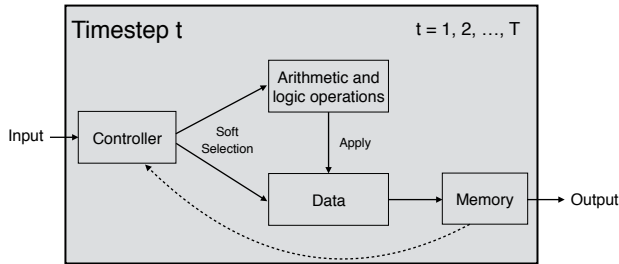 Timestep t
t = 1, 2, …, T
Arithmetic and
logic operations
Input
Controller
Soft
Selection
Apply
Data
Memory
Output